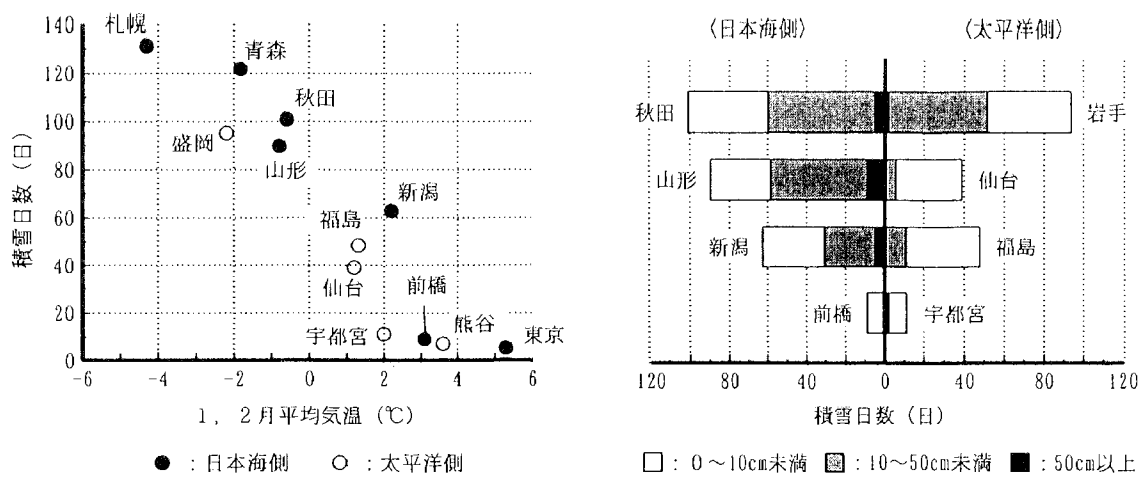 140
120
100
80
60
40
20
0
積雪日数（日）
札幌
青森
秋田
盛岡
山形
新潟
福島
仙台
前橋
宇都宮
熊谷
東京
-6 -4 -2 0 2 4 6
1，2月平均気温（℃）
● ：日本海側 ○ ：太平洋側
〈日本海側〉 〈太平洋側〉
秋田 岩手
山形 仙台
新潟 福島
前橋 宇都宮
120 80 60 40 20 0 40 80 120
積雪日数（日）
：0～10cm未満 ：10～50cm未満 ：50cm以上